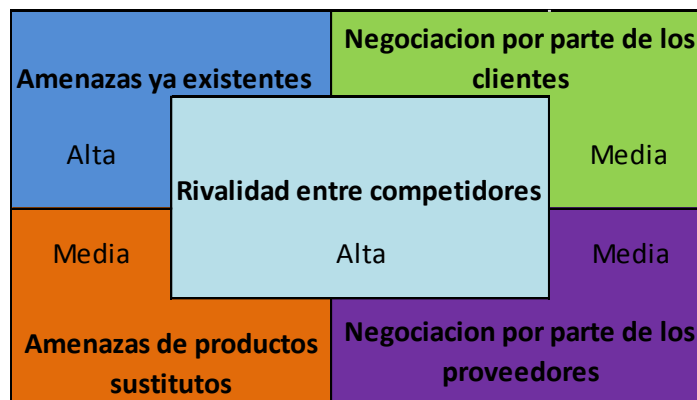 Amenazas ya existentes
Alta
Negociacion por parte de los
clientes
Media
Rivalidad entre competidores
Alta
Media
Amenazas de productos
sustitutos
Media
Negociacion por parte de los
proveedores